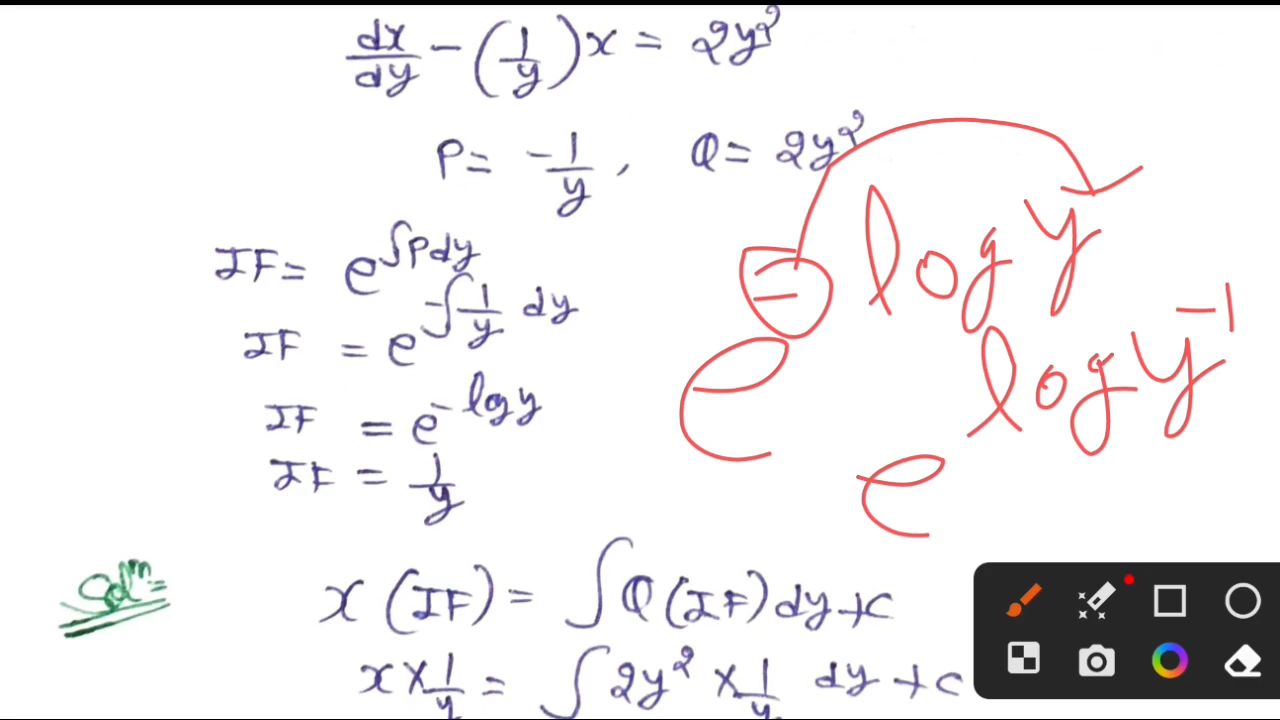 dx/dy - (1/y)x = 2y²
P = -1/y, Q = 2y²
IF = e^∫Pdy
IF = e^-∫1/y dy
IF = e^-log y
IF = 1/y
e^-log y
e^log y^-1
Solⁿ=
x (IF) = ∫Q(IF)dy+c
x × 1/y = ∫2y² × 1/y dy + c